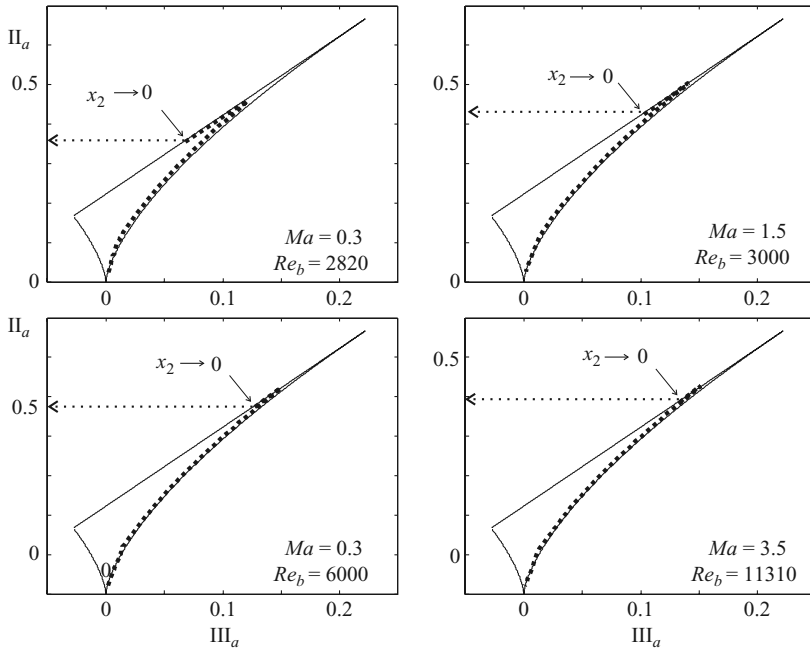 II_a
0.5
0
x_2 → 0
Ma = 0.3
Re_b = 2820
0 0.1 0.2
0.5
0
x_2 → 0
Ma = 1.5
Re_b = 3000
0 0.1 0.2
II_a
0.5
0
x_2 → 0
0
Ma = 0.3
Re_b = 6000
0 0.1 0.2
III_a
0.5
0
x_2 → 0
Ma = 3.5
Re_b = 11310
0 0.1 0.2
III_a